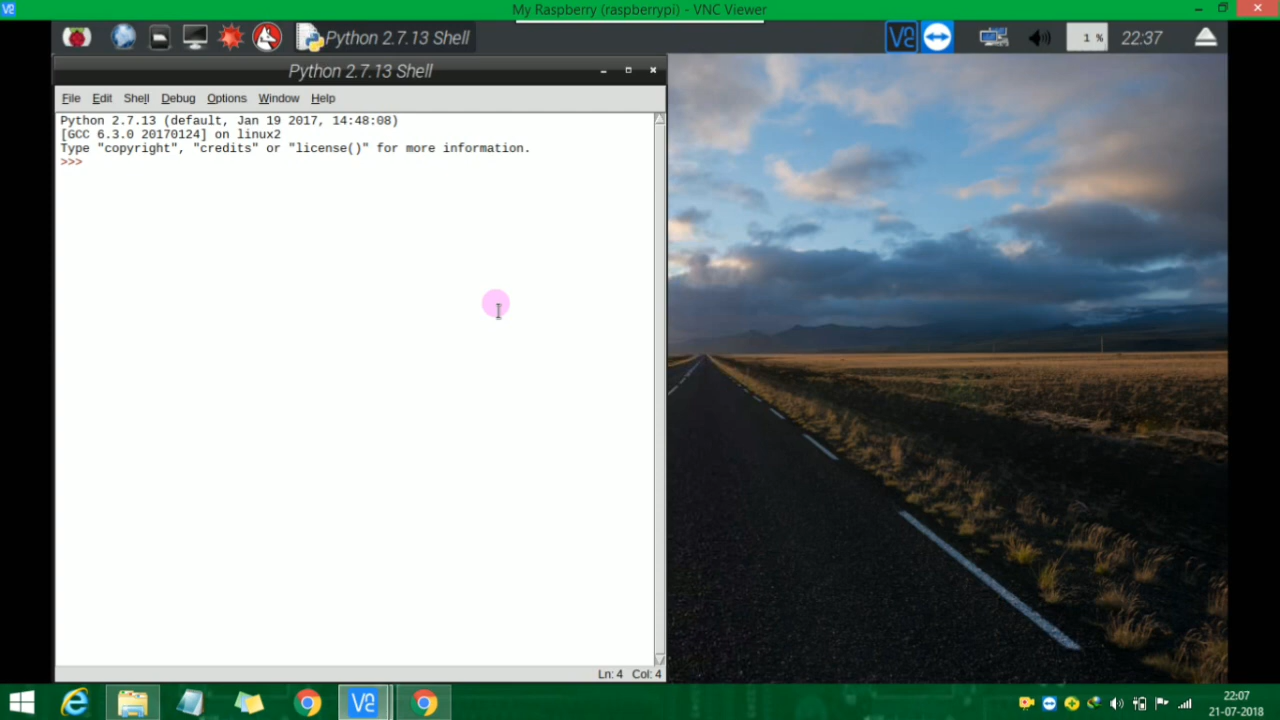 My Raspberry (raspberrypi) - VNC Viewer
Python 2.7.13 Shell
1 %
22:37
Python 2.7.13 Shell
File Edit Shell Debug Options Window Help
Python 2.7.13 (default, Jan 19 2017, 14:48:08)
[GCC 6.3.0 20170124] on linux2
Type "copyright", "credits" or "license()" for more information.
>>>
Ln: 4 Col: 4
22:07
21-07-2018